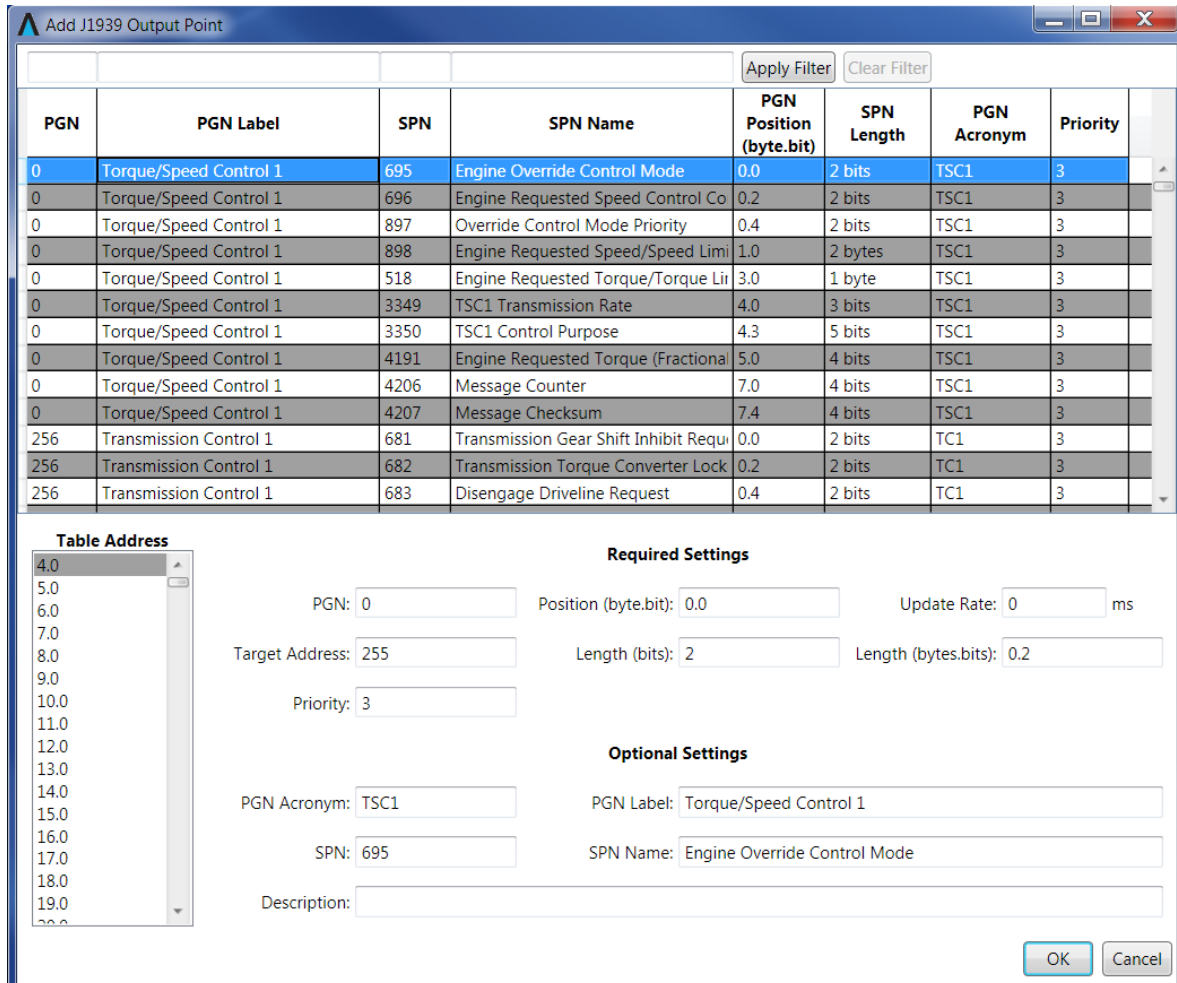 Add J1939 Output Point
Apply Filter Clear Filter
PGN PGN Label SPN SPN Name PGN Position (byte.bit) SPN Length PGN Acronym Priority
0 Torque/Speed Control 1 695 Engine Override Control Mode 0.0 2 bits TSC1 3
0 Torque/Speed Control 1 696 Engine Requested Speed Control Co 0.2 2 bits TSC1 3
0 Torque/Speed Control 1 897 Override Control Mode Priority 0.4 2 bits TSC1 3
0 Torque/Speed Control 1 898 Engine Requested Speed/Speed Limi 1.0 2 bytes TSC1 3
0 Torque/Speed Control 1 518 Engine Requested Torque/Torque Li 3.0 1 byte TSC1 3
0 Torque/Speed Control 1 3349 TSC1 Transmission Rate 4.0 3 bits TSC1 3
0 Torque/Speed Control 1 3350 TSC1 Control Purpose 4.3 5 bits TSC1 3
0 Torque/Speed Control 1 4191 Engine Requested Torque (Fractional 5.0 4 bits TSC1 3
0 Torque/Speed Control 1 4206 Message Counter 7.0 4 bits TSC1 3
0 Torque/Speed Control 1 4207 Message Checksum 7.4 4 bits TSC1 3
256 Transmission Control 1 681 Transmission Gear Shift Inhibit Requ 0.0 2 bits TC1 3
256 Transmission Control 1 682 Transmission Torque Converter Lock 0.2 2 bits TC1 3
256 Transmission Control 1 683 Disengage Driveline Request 0.4 2 bits TC1 3
Table Address
4.0
5.0
6.0
7.0
8.0
9.0
10.0
11.0
12.0
13.0
14.0
15.0
16.0
17.0
18.0
19.0
Required Settings
PGN: 0 Position (byte.bit): 0.0 Update Rate: 0 ms
Target Address: 255 Length (bits): 2 Length (bytes.bits): 0.2
Priority: 3
Optional Settings
PGN Acronym: TSC1 PGN Label: Torque/Speed Control 1
SPN: 695 SPN Name: Engine Override Control Mode
Description:
OK Cancel